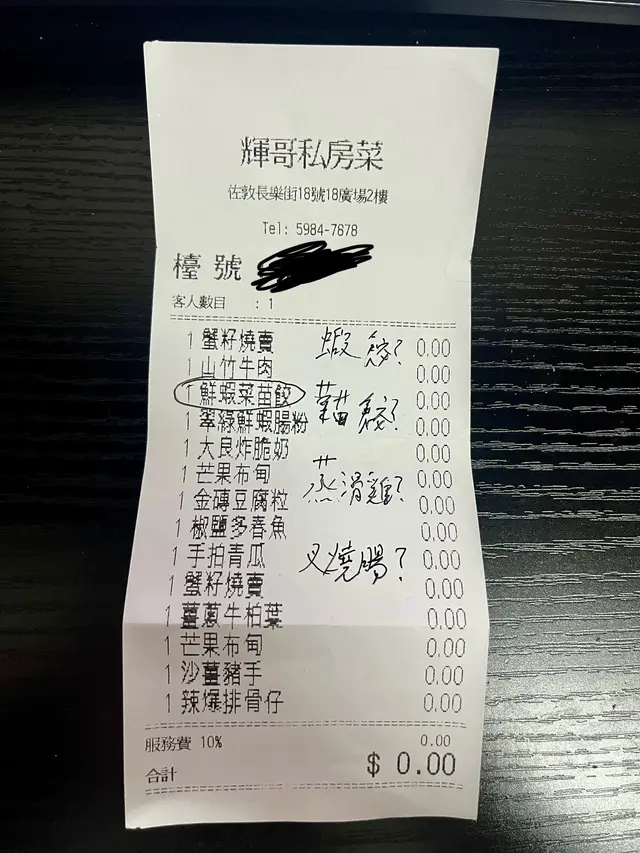 輝哥私房菜
佐敦長樂街18號18廣場2樓
Tel: 5984-7878
檯號
客人數目 : 1
1 蟹籽燒賣 0.00
蝦餃?
1 山竹牛肉 0.00
1 鮮蝦菜苗餃 0.00
菜苗餃?
1 翠綠鮮蝦腸粉 0.00
1 大良炸脆奶 0.00
1 芒果布甸 0.00
蒸滑雞?
1 金磚豆腐粒 0.00
1 椒鹽多春魚 0.00
1 手拍青瓜 0.00
叉燒腸?
1 蟹籽燒賣 0.00
1 薑蔥牛柏葉 0.00
1 芒果布甸 0.00
1 沙薑豬手 0.00
1 辣爆排骨仔 0.00
服務費 10% 0.00
合計 $ 0.00